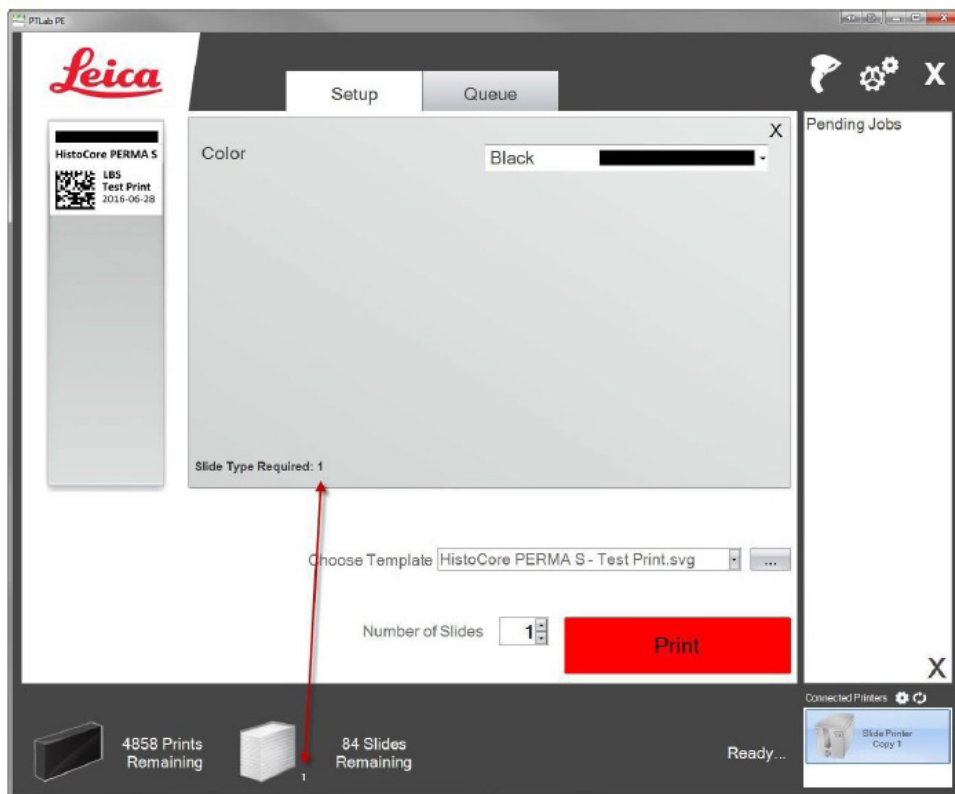 PTLab PE
Leica
Setup
Queue
X
HistoCore PERMA S
LBS
Test Print
2016-06-28
Color
Black
X
Slide Type Required: 1
Choose Template
HistoCore PERMA S - Test Print.svg
...
Number of Slides
1
Print
Pending Jobs
X
4858 Prints
Remaining
1
84 Slides
Remaining
Ready...
Connected Printers
Slide Printer
Copy 1